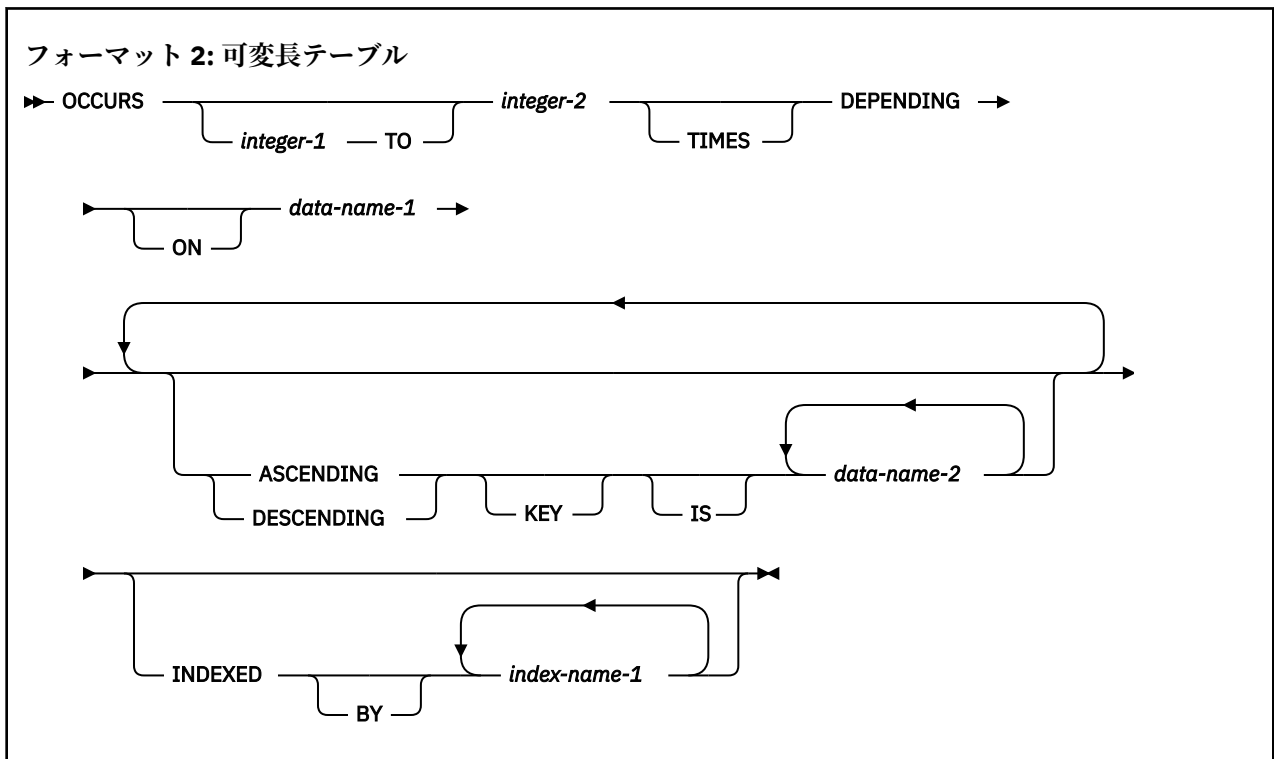 フォーマット 2: 可変長テーブル
OCCURS integer-2 DEPENDING
integer-1 TO TIMES
data-name-1
ON
ASCENDING data-name-2
DESCENDING KEY IS
INDEXED index-name-1
BY